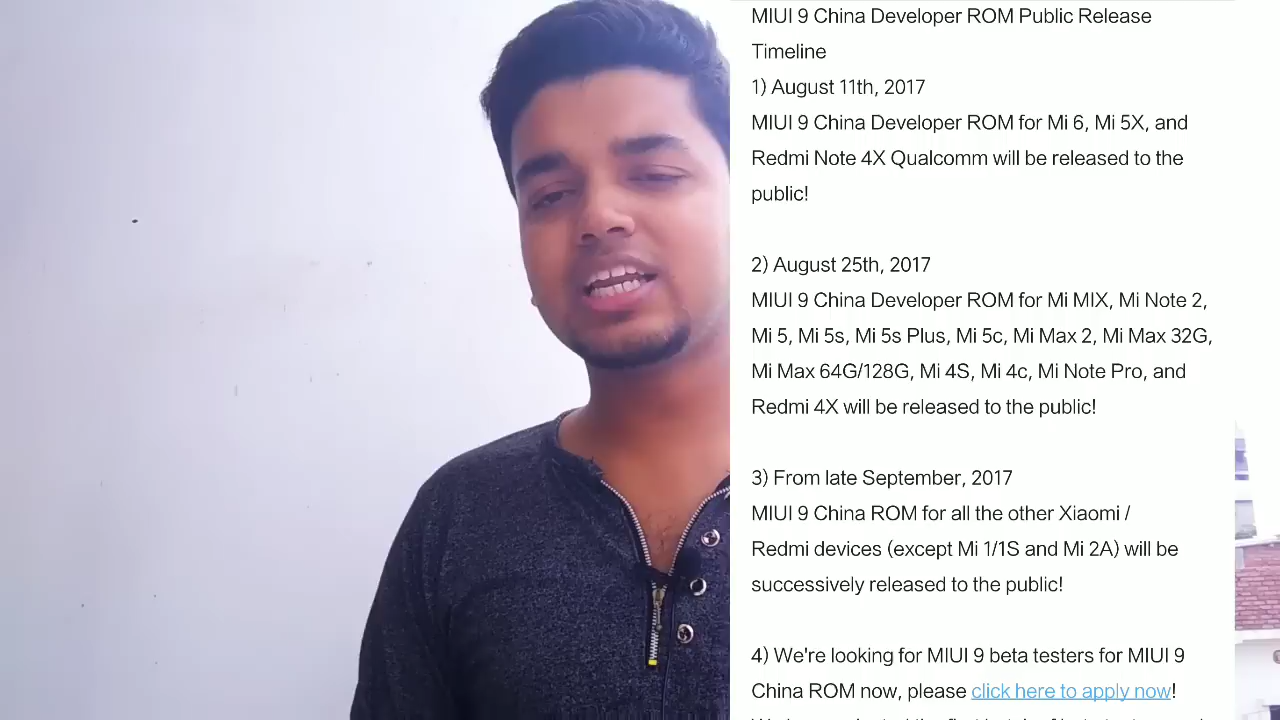 MIUI 9 China Developer ROM Public Release
Timeline
1) August 11th, 2017
MIUI 9 China Developer ROM for Mi 6, Mi 5X, and
Redmi Note 4X Qualcomm will be released to the
public!
2) August 25th, 2017
MIUI 9 China Developer ROM for Mi MIX, Mi Note 2,
Mi 5, Mi 5s, Mi 5s Plus, Mi 5c, Mi Max 2, Mi Max 32G,
Mi Max 64G/128G, Mi 4S, Mi 4c, Mi Note Pro, and
Redmi 4X will be released to the public!
3) From late September, 2017
MIUI 9 China ROM for all the other Xiaomi /
Redmi devices (except Mi 1/1S and Mi 2A) will be
successively released to the public!
4) We're looking for MIUI 9 beta testers for MIUI 9
China ROM now, please click here to apply now!